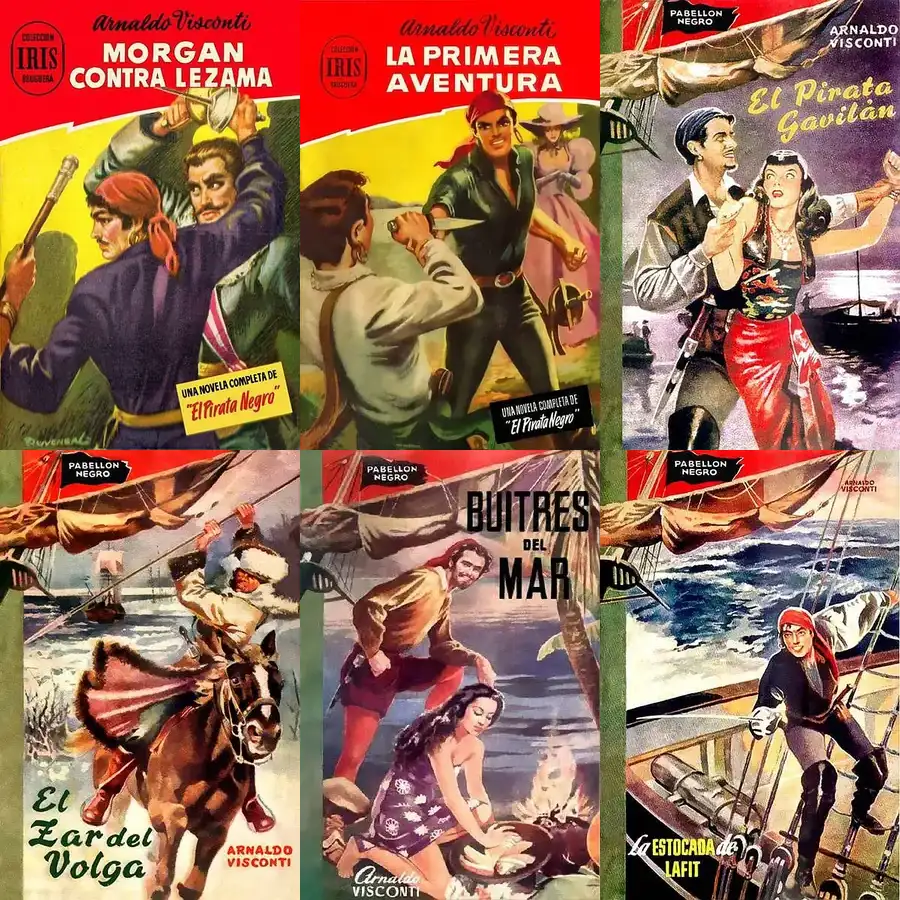 Arnaldo Visconti
COLECCION
IRIS
BRUGUERA
MORGAN
CONTRA LEZAMA
UNA NOVELA COMPLETA DE
"El Pirata Negro"
Arnaldo Visconti
COLECCION
IRIS
BRUGUERA
LA PRIMERA
AVENTURA
UNA NOVELA COMPLETA DE
"El Pirata Negro"
PABELLON
NEGRO
ARNALDO
VISCONTI
El Pirata
Gavilán
PABELLON
NEGRO
El
Zar del
Volga
ARNALDO
VISCONTI
PABELLON
NEGRO
BUITRES
DEL
MAR
Arnaldo
VISCONTI
PABELLON
NEGRO
ARNALDO
VISCONTI
La ESTOCADA de
LAFIT